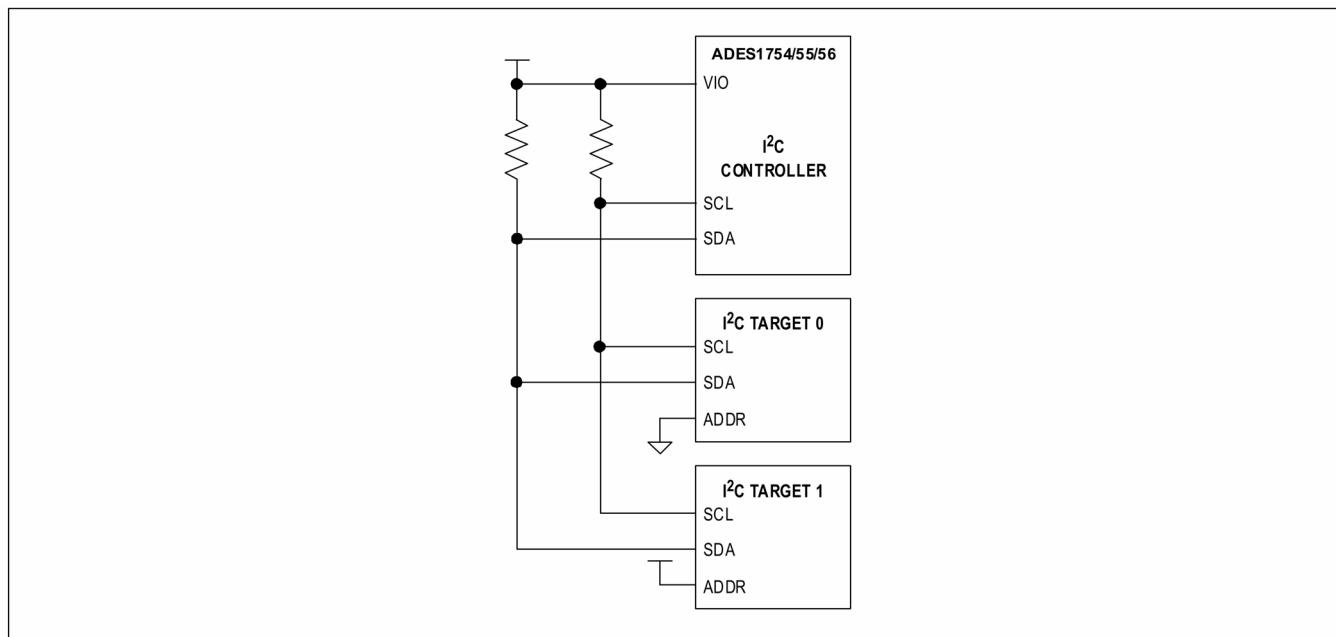 ADES1754/55/56
VIO
I²C
CONTROLLER
SCL
SDA
I²C TARGET 0
SCL
SDA
ADDR
I²C TARGET 1
SCL
SDA
ADDR